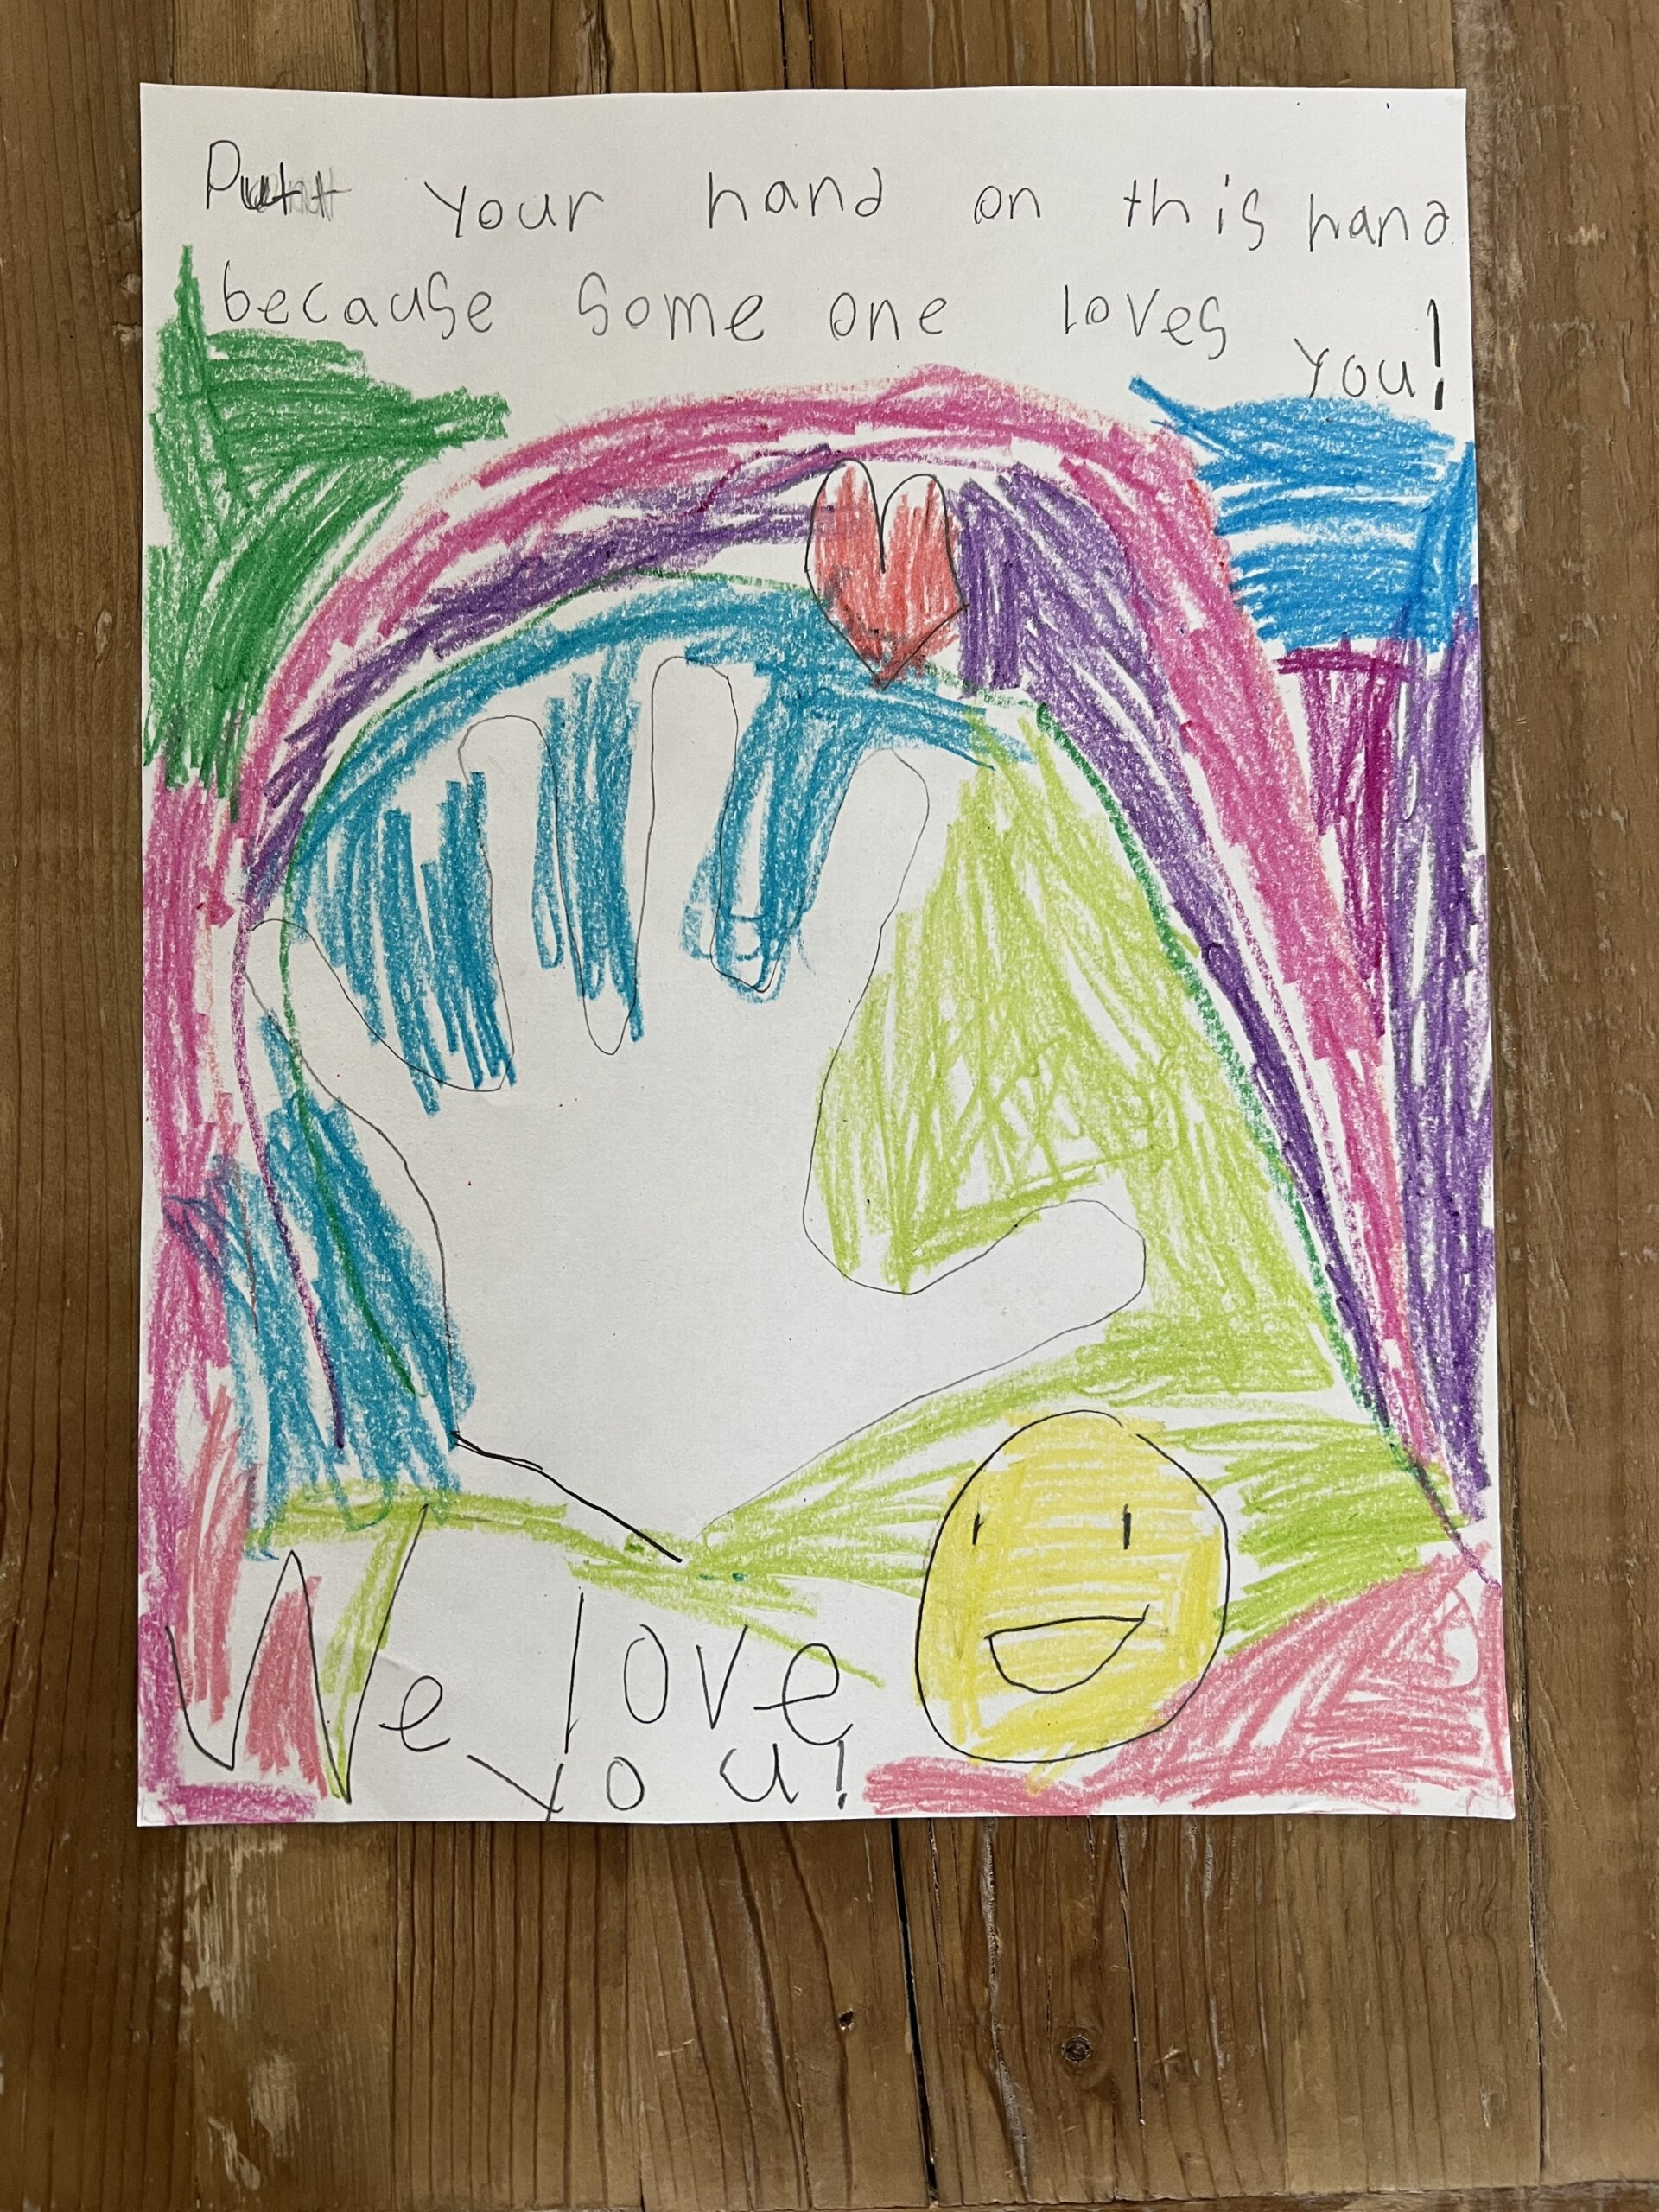 Put your hand on this hand
because some one loves
you!
We love
you!